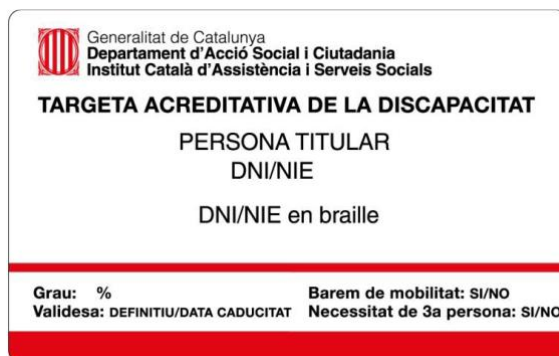 Generalitat de Catalunya
Departament d'Acció Social i Ciutadania
Institut Català d'Assistència i Serveis Socials
TARGETA ACREDITATIVA DE LA DISCAPACITAT
PERSONA TITULAR
DNI/NIE
DNI/NIE en braille
Grau: % Barem de mobilitat: SI/NO
Validesa: DEFINITIU/DATA CADUCITAT Necessitat de 3a persona: SI/NO